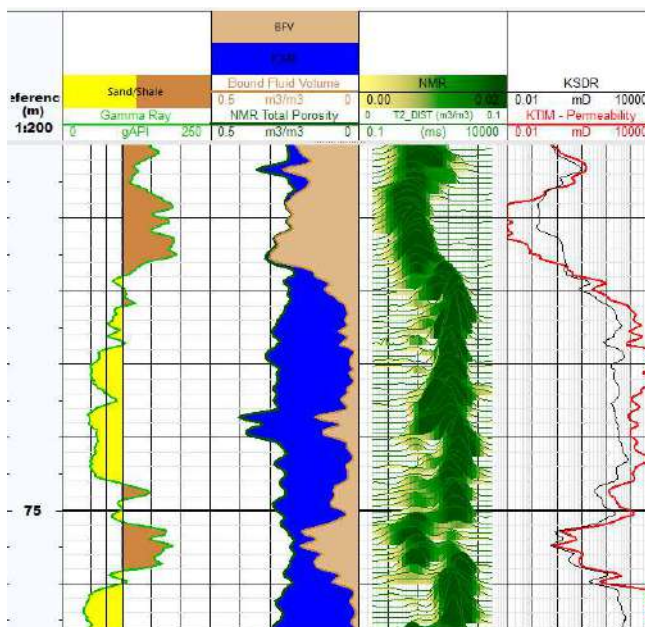 BFV
Sand/Shale
Bound Fluid Volume
NMR
KSDR
eferenc
(m)
1:200
0.5 m3/m3 0
0.00 0.02
0.01 mD 10000
Gamma Ray
NMR Total Porosity
0 T2_DIST (m3/m3) 0.1
KTIM - Permeability
0 gAPI 250
0.5 m3/m3 0
0.1 (ms) 10000
0.01 mD 10000
75